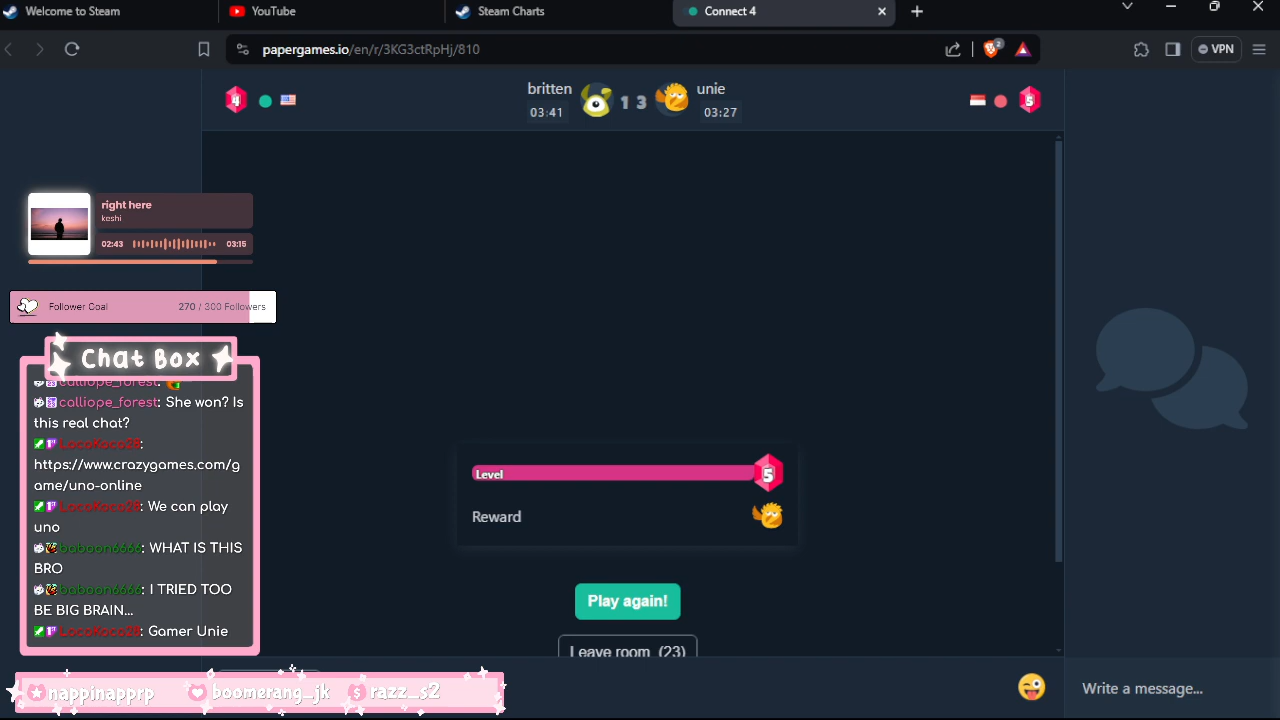 Welcome to Steam
YouTube
Steam Charts
Connect 4
papergames.io/en/r/3KG3ctRpHj/810
2
VPN
4
britten
03:41
1 3
unie
03:27
5
right here
keshi
02:43
03:15
Follower Goal
270 / 300 Followers
Chat Box
calliope_forest:
calliope_forest: She won? Is
this real chat?
LocoKoco28:
https://www.crazygames.com/g
ame/uno-online
LocoKoco28: We can play
uno
baboon6666: WHAT IS THIS
BRO
baboon6666: I TRIED TOO
BE BIG BRAIN...
LocoKoco28: Gamer Unie
Level
5
Reward
Play again!
Leave room (23)
nappinapprp
boomerang_jk
razz_s2
Write a message...